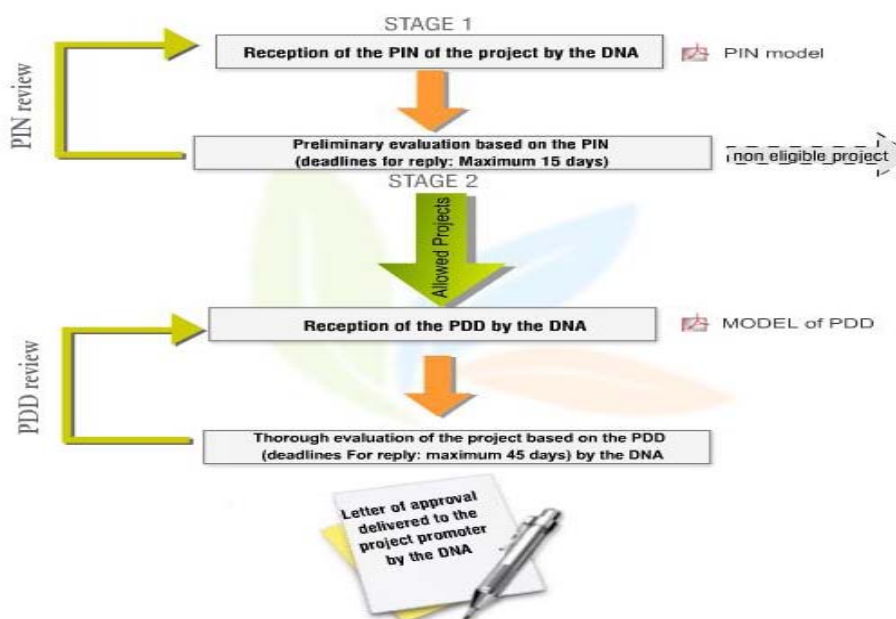 STAGE 1
Reception of the PIN of the project by the DNA
PIN model
PIN review
Preliminary evaluation based on the PIN
(deadlines for reply: Maximum 15 days)
non eligible project
STAGE 2
Allowed Projects
Reception of the PDD by the DNA
MODEL of PDD
PDD review
Thorough evaluation of the project based on the PDD
(deadlines For reply: maximum 45 days) by the DNA
Letter of approval
delivered to the
project promoter
by the DNA